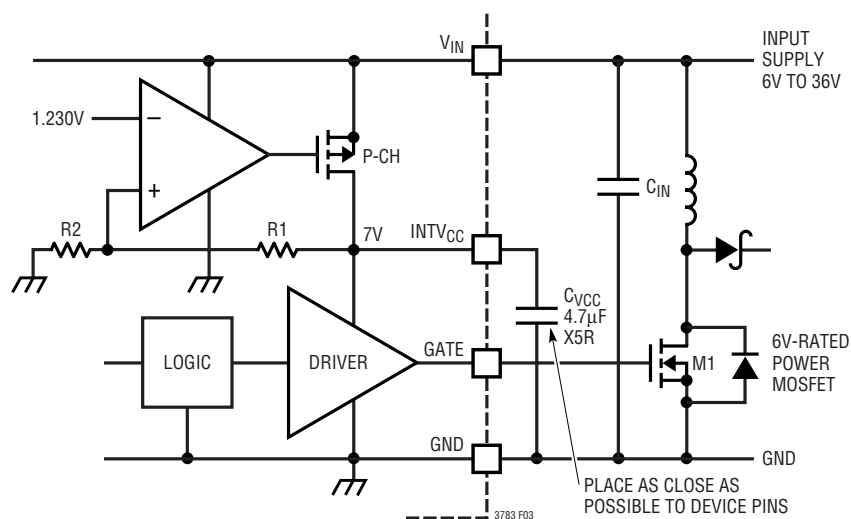 V_IN
INPUT
SUPPLY
6V TO 36V
1.230V
−
+
P-CH
C_IN
R2
R1
7V
INTV_CC
C_VCC
4.7µF
X5R
LOGIC
DRIVER
GATE
M1
6V-RATED
POWER
MOSFET
GND
GND
PLACE AS CLOSE AS
POSSIBLE TO DEVICE PINS
3783 F03